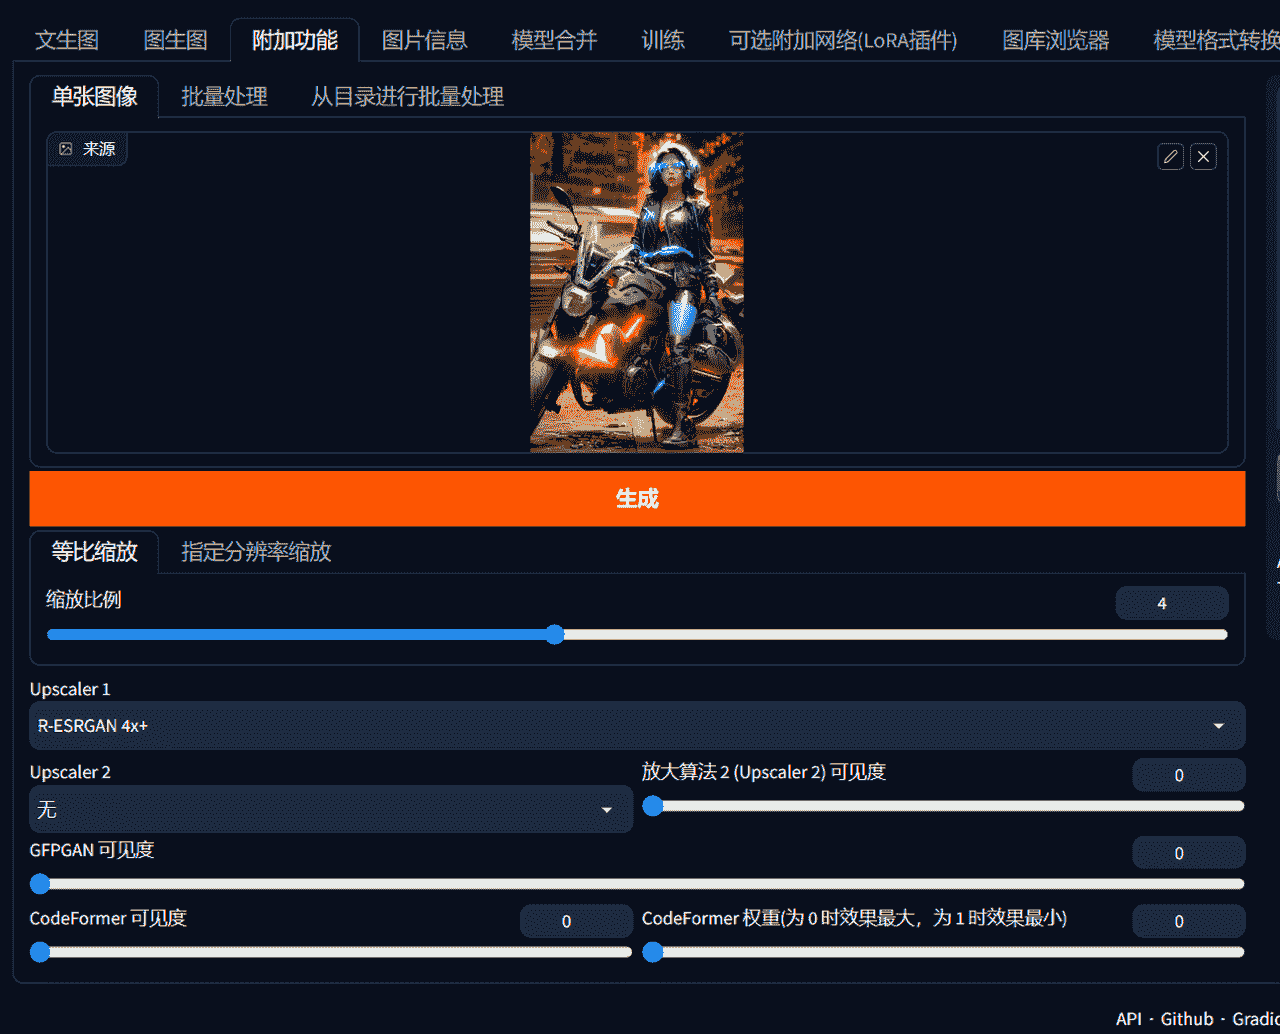 文生图 图生图 附加功能 图片信息 模型合并 训练 可选附加网络(LoRA插件) 图库浏览器 模型格式转换
单张图像 批量处理 从目录进行批量处理
来源
生成
等比缩放 指定分辨率缩放
缩放比例 4
Upscaler 1
R-ESRGAN 4x+
Upscaler 2 放大算法 2 (Upscaler 2) 可见度 0
无
GFPGAN 可见度 0
CodeFormer 可见度 0 CodeFormer 权重(为 0 时效果最大，为 1 时效果最小) 0
API · Github · Gradio